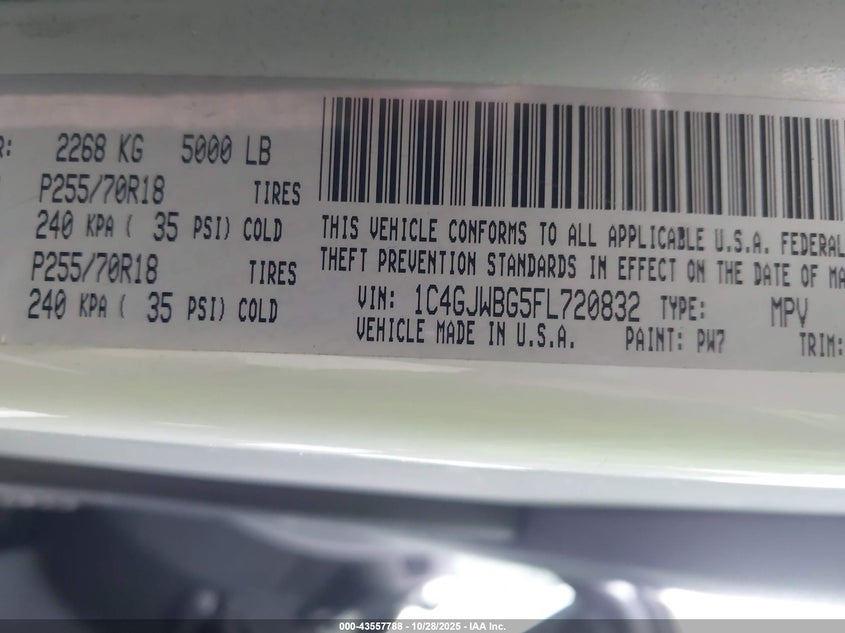 R: 2268 KG 5000 LB
P255/70R18 TIRES
240 KPA ( 35 PSI) COLD
P255/70R18 TIRES
240 KPA ( 35 PSI) COLD
THIS VEHICLE CONFORMS TO ALL APPLICABLE U.S.A. FEDERAL
THEFT PREVENTION STANDARDS IN EFFECT ON THE DATE OF MA
VIN: 1C4GJWBG5FL720832 TYPE: MPV
VEHICLE MADE IN U.S.A. PAINT: PW7 TRIM:
000-43557788 - 10/28/2025 - IAA Inc.